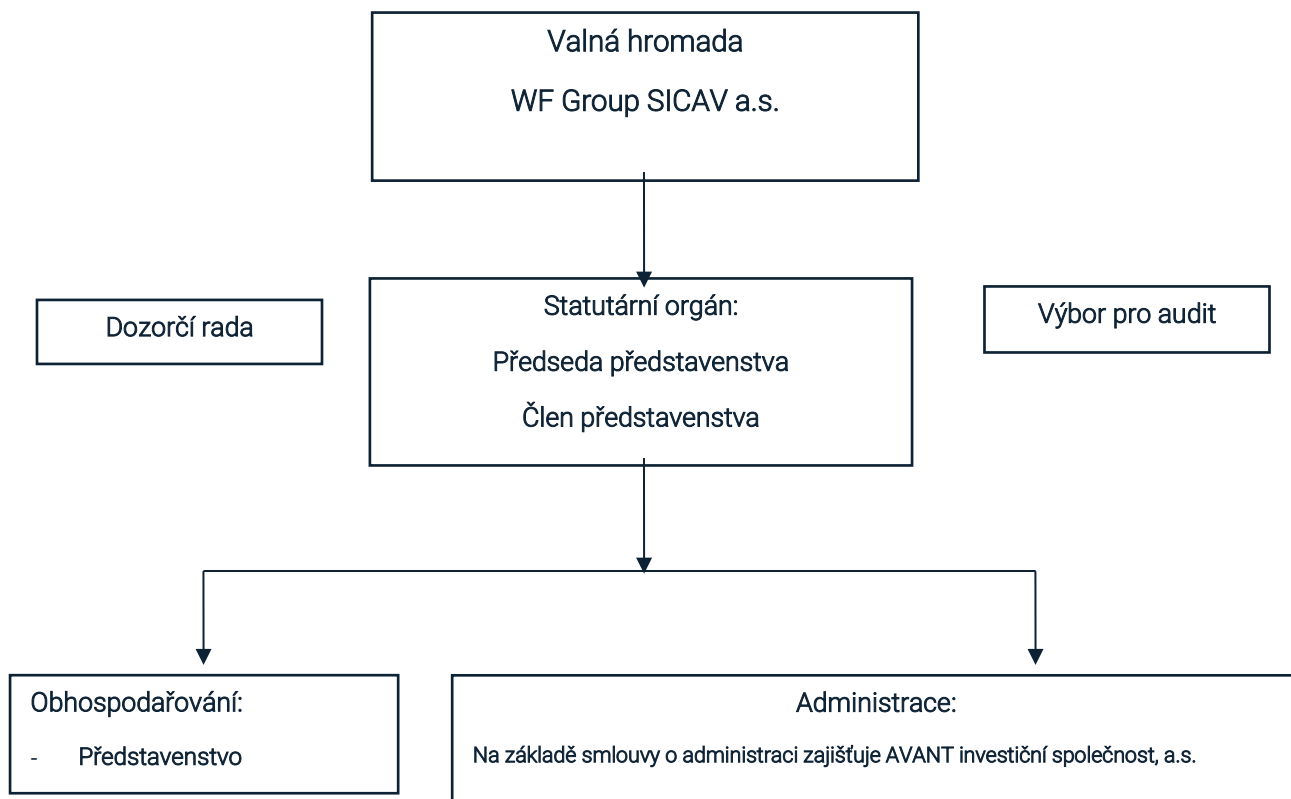 Valná hromada
WF Group SICAV a.s.
Dozorčí rada
Statutární orgán:
Předseda představenstva
Člen představenstva
Výbor pro audit
Obhospodařování:
- Představenstvo
Administrace:
Na základě smlouvy o administraci zajišťuje AVANT investiční společnost, a.s.